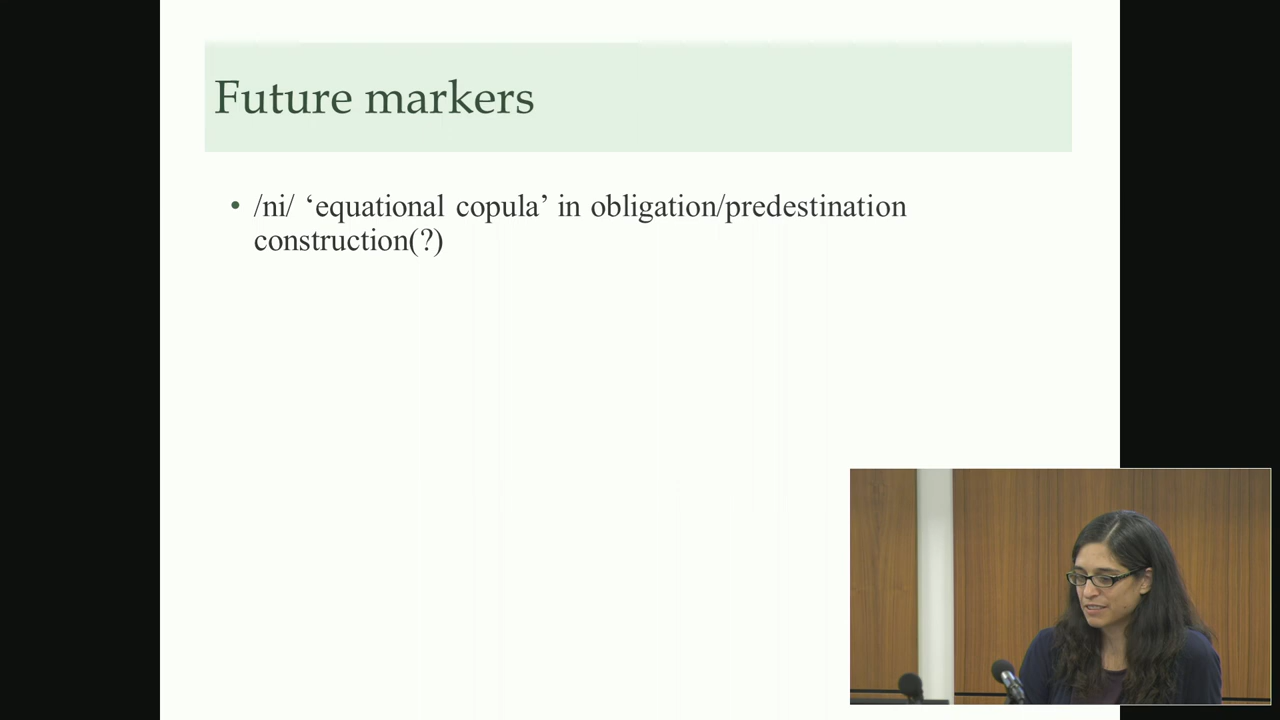 Future markers
• /ni/ ‘equational copula’ in obligation/predestination
construction(?)